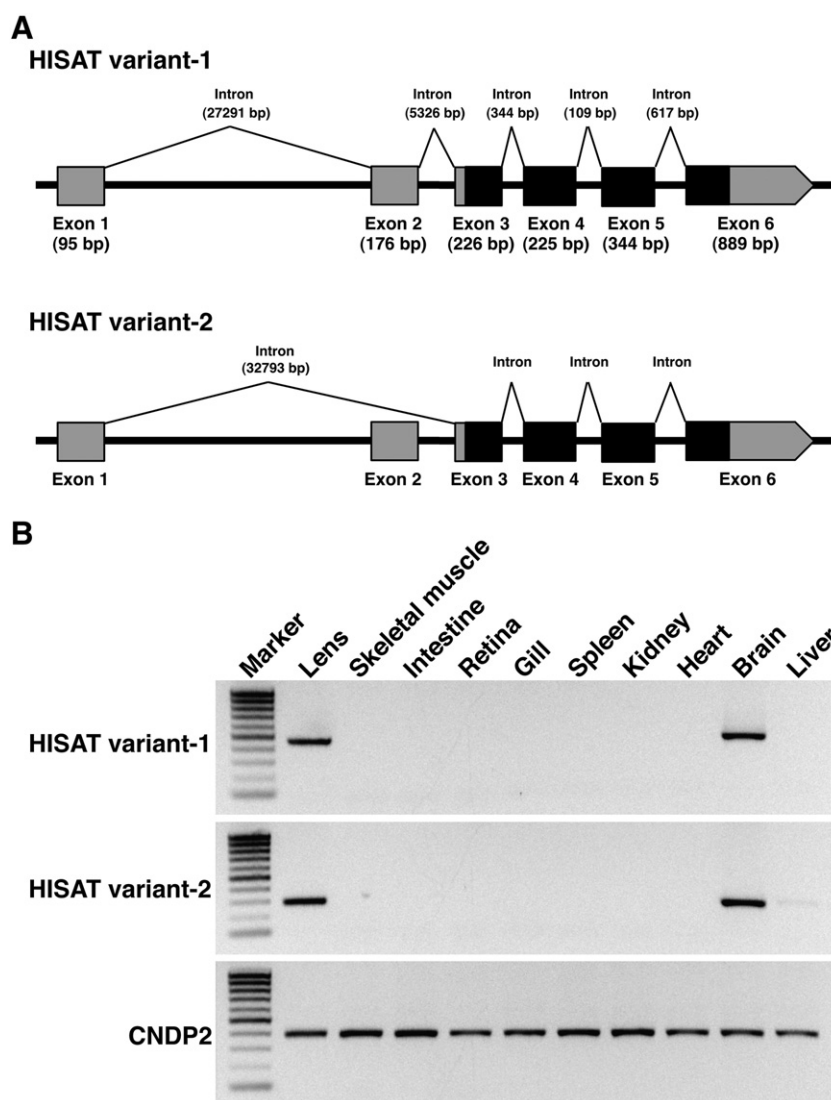 A
HISAT variant-1
Intron Intron Intron Intron Intron
(27291 bp) (5326 bp) (344 bp) (109 bp) (617 bp)
Exon 1 Exon 2 Exon 3 Exon 4 Exon 5 Exon 6
(95 bp) (176 bp) (226 bp) (225 bp) (344 bp) (889 bp)
HISAT variant-2
Intron Intron Intron Intron
(32793 bp)
Exon 1 Exon 2 Exon 3 Exon 4 Exon 5 Exon 6
B
Marker Lens Skeletal muscle Intestine Retina Gill Spleen Kidney Heart Brain Liver
HISAT variant-1
HISAT variant-2
CNDP2